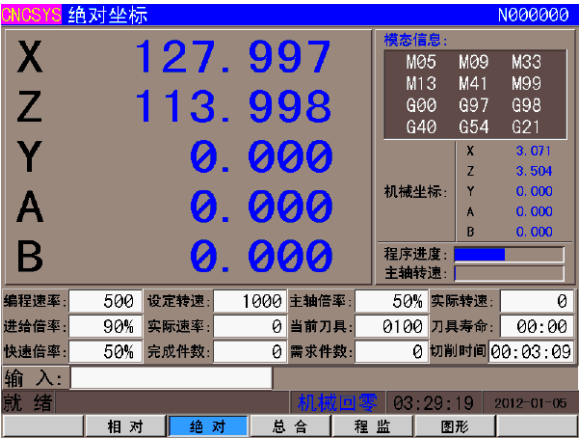 CNCSYS 绝对坐标 N000000
X 127.997
Z 113.998
Y 0.000
A 0.000
B 0.000
模态信息:
M05 M09 M33
M13 M41 M99
G00 G97 G98
G40 G54 G21
机械坐标:
X 3.071
Z 3.504
Y 0.000
A 0.000
B 0.000
程序进度:
主轴转速:
编程速率: 500 设定转速: 1000 主轴倍率: 50% 实际转速: 0
进给倍率: 90% 实际速率: 0 当前刀具: 0100 刀具寿命: 00:00
快速倍率: 50% 完成件数: 0 需求件数: 0 切削时间 00:03:09
输 入:
就 绪 机械回零 03:29:19 2012-01-05
相 对 绝 对 总 合 程 监 图形